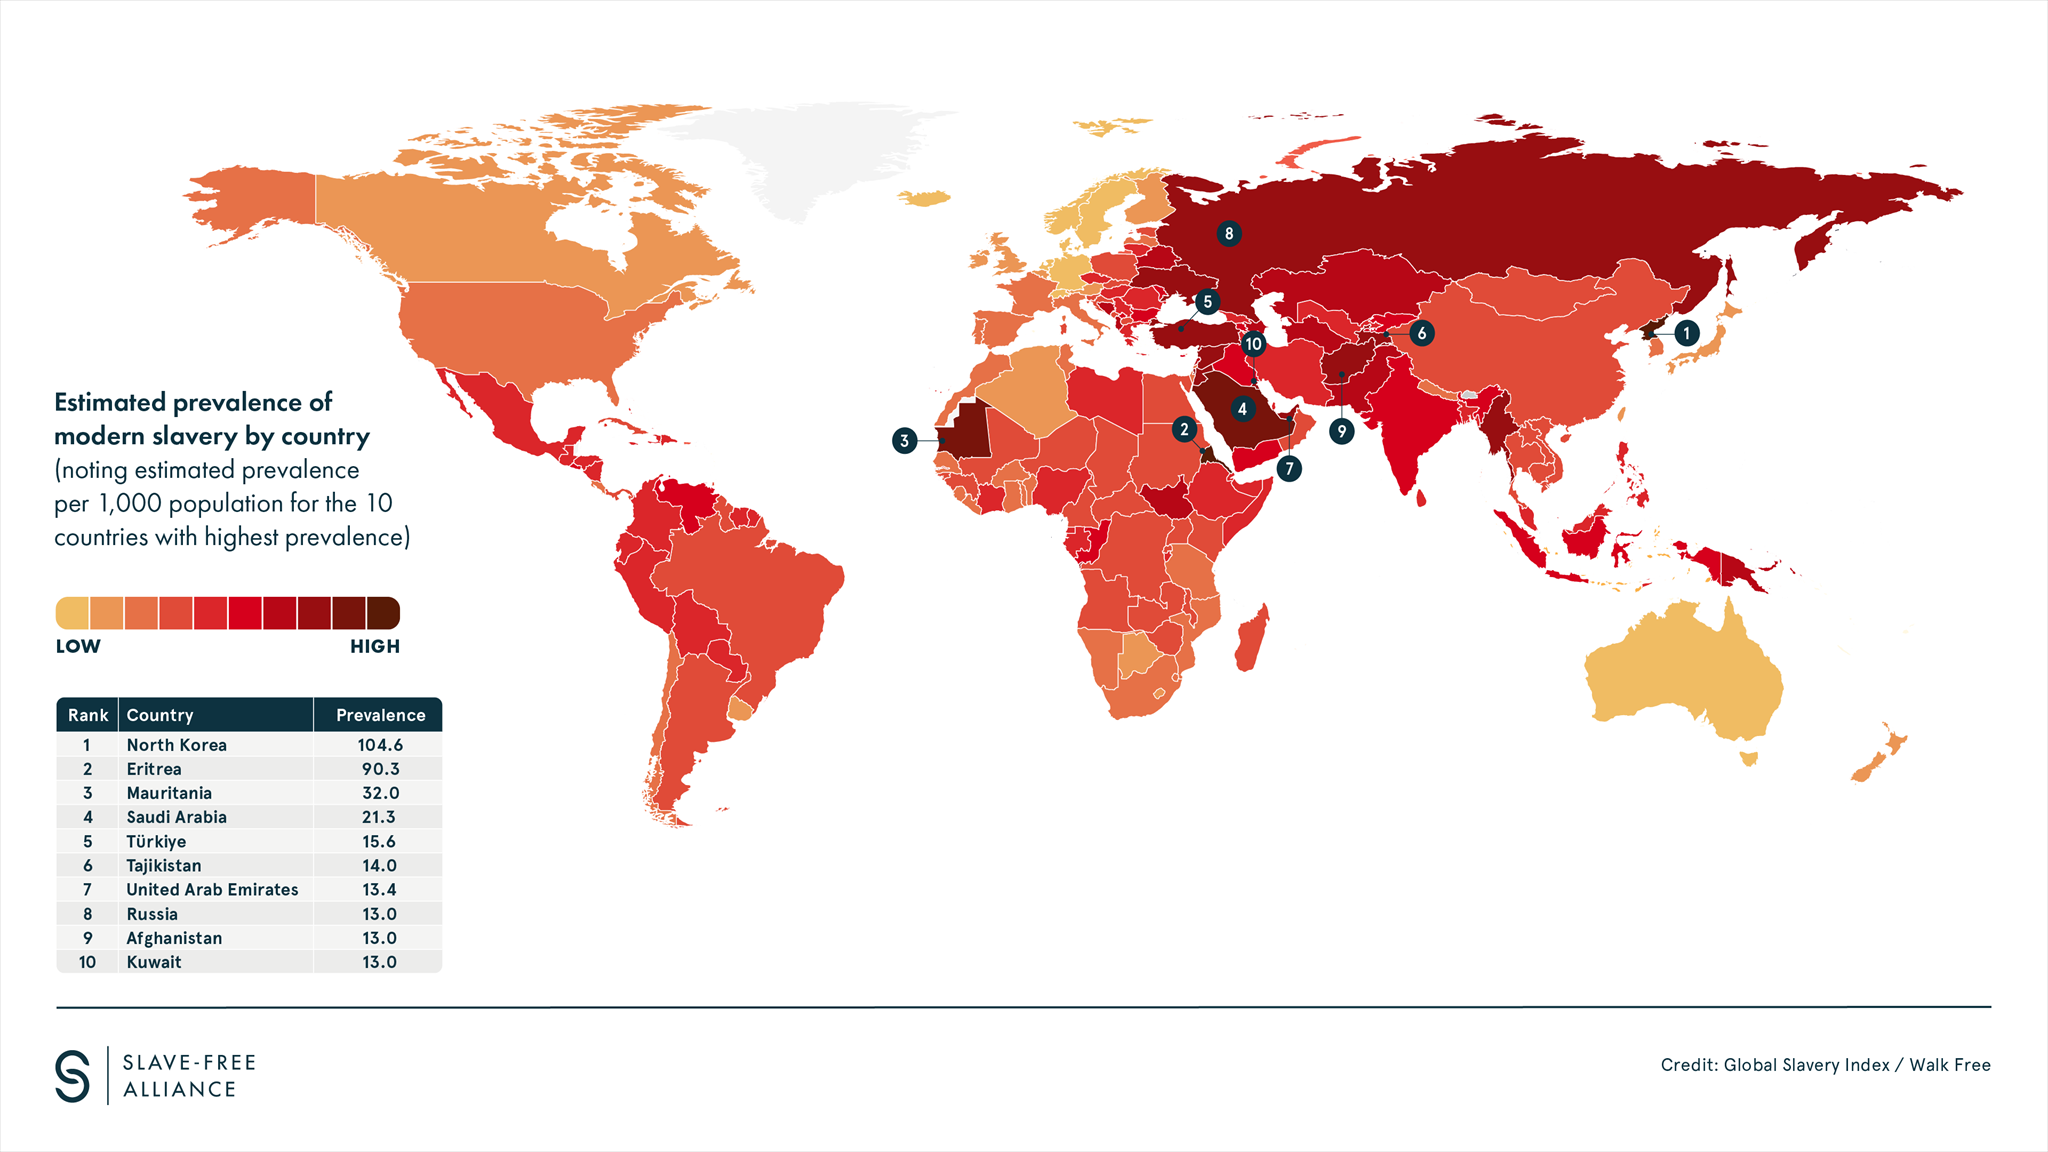 Estimated prevalence of
modern slavery by country
(noting estimated prevalence
per 1,000 population for the 10
countries with highest prevalence)
LOW HIGH
Rank Country Prevalence
1 North Korea 104.6
2 Eritrea 90.3
3 Mauritania 32.0
4 Saudi Arabia 21.3
5 Türkiye 15.6
6 Tajikistan 14.0
7 United Arab Emirates 13.4
8 Russia 13.0
9 Afghanistan 13.0
10 Kuwait 13.0
8
5
10
6
1
4
2
3
9
7
SLAVE-FREE
ALLIANCE
Credit: Global Slavery Index / Walk Free